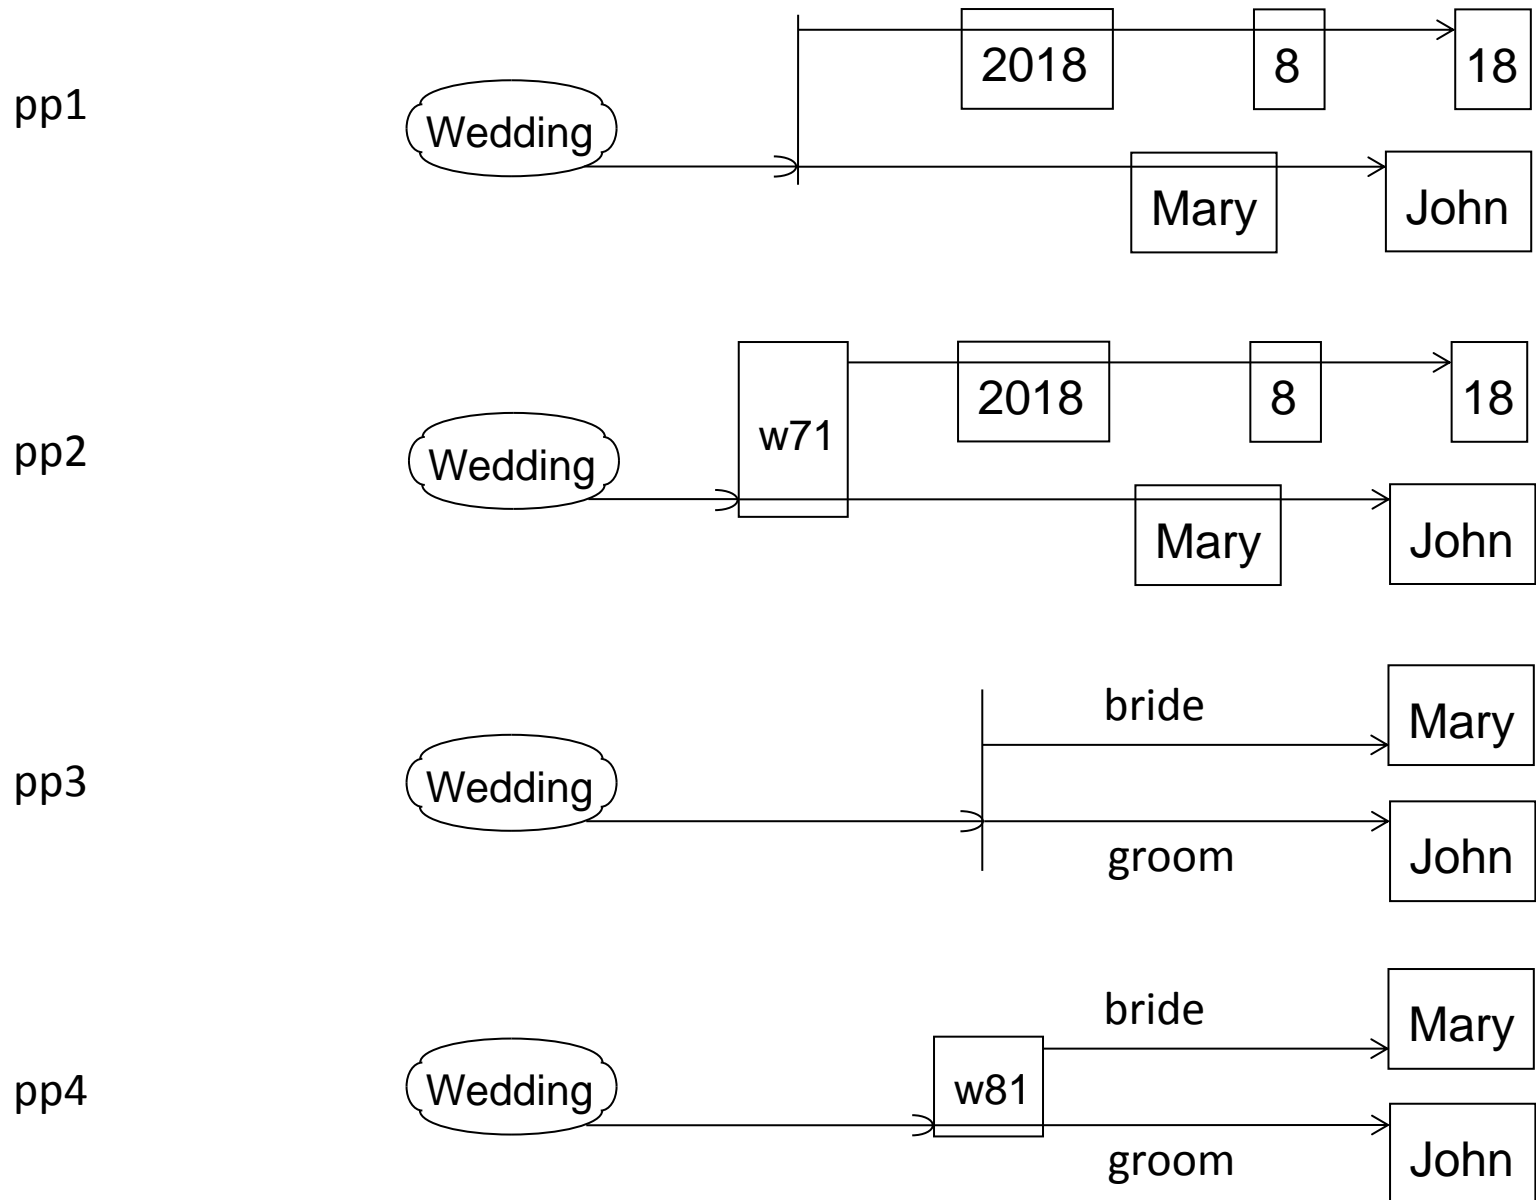 2018 8 18
pp1 Wedding
Mary John
2018 8 18
pp2 Wedding w71
Mary John
bride Mary
pp3 Wedding
groom John
bride Mary
pp4 Wedding w81
groom John